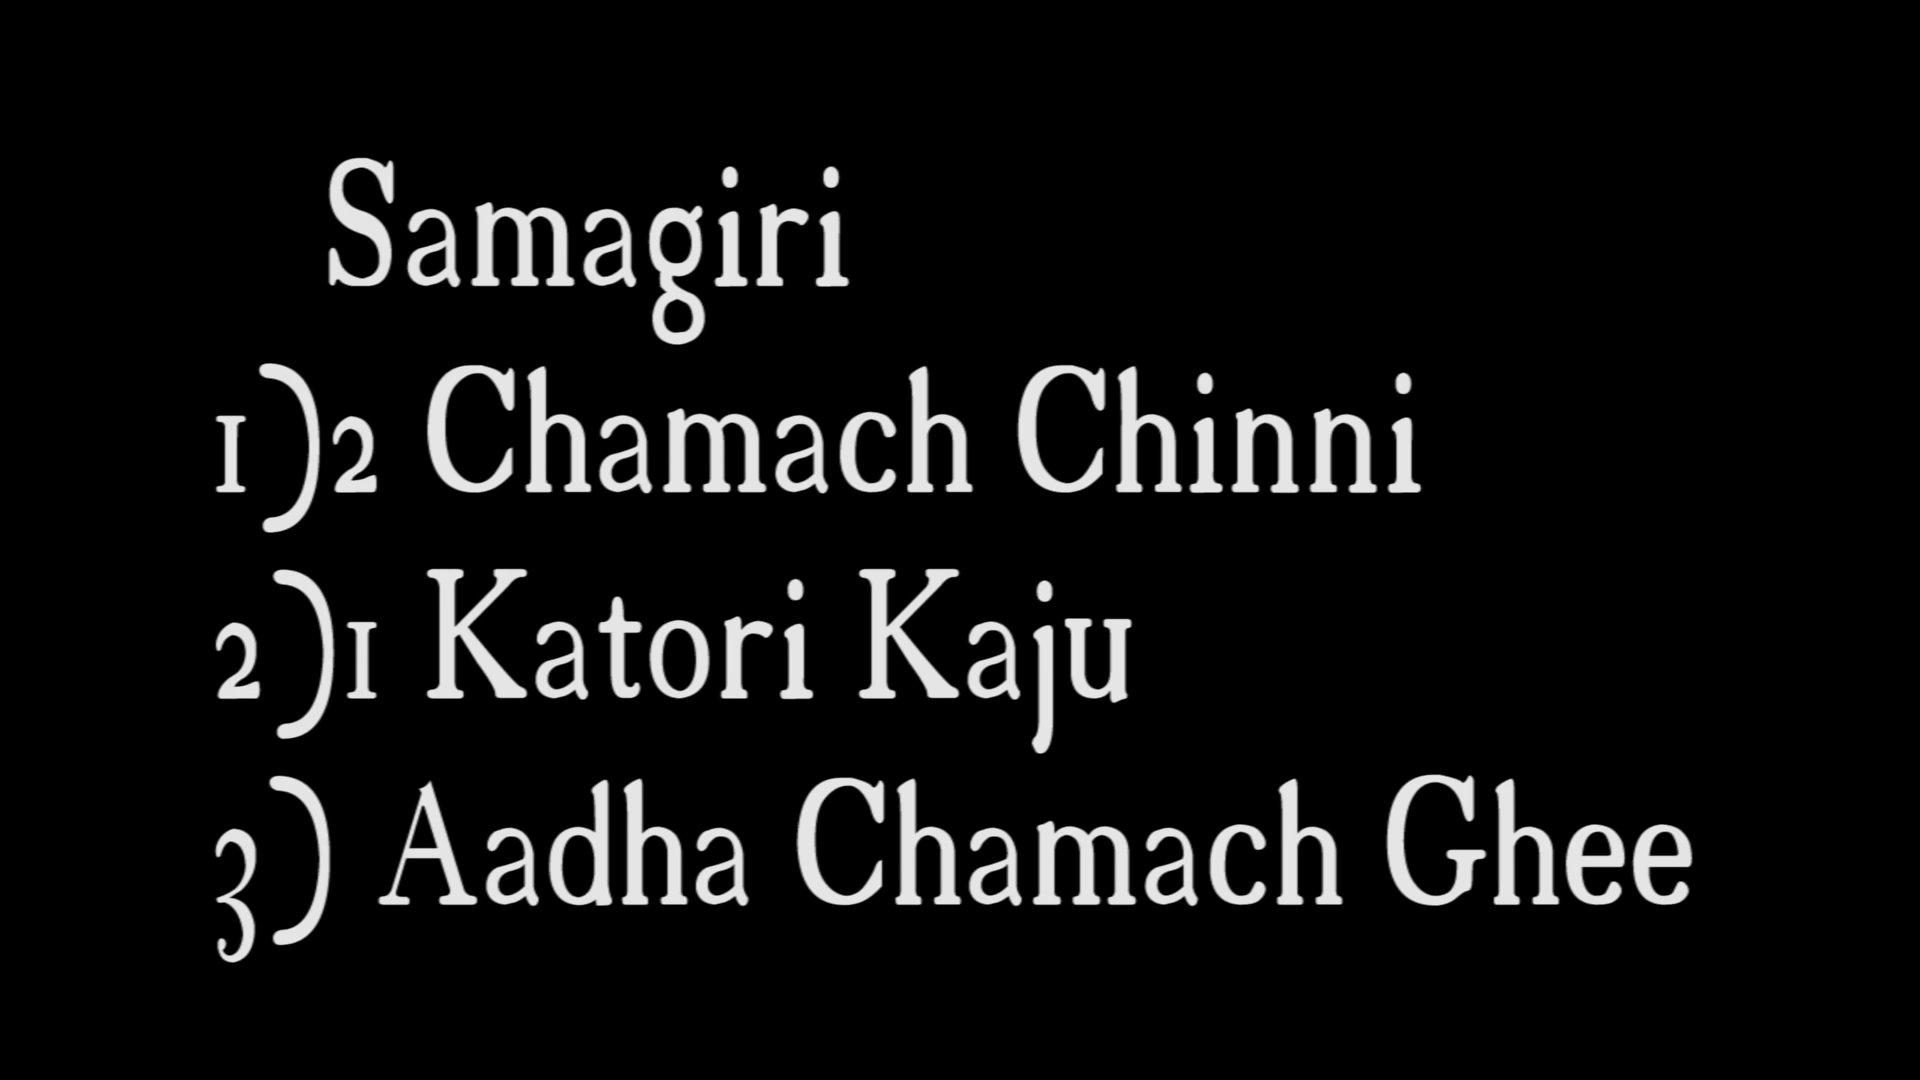 Samagiri
1)2 Chamach Chinni
2)1 Katori Kaju
3) Aadha Chamach Ghee